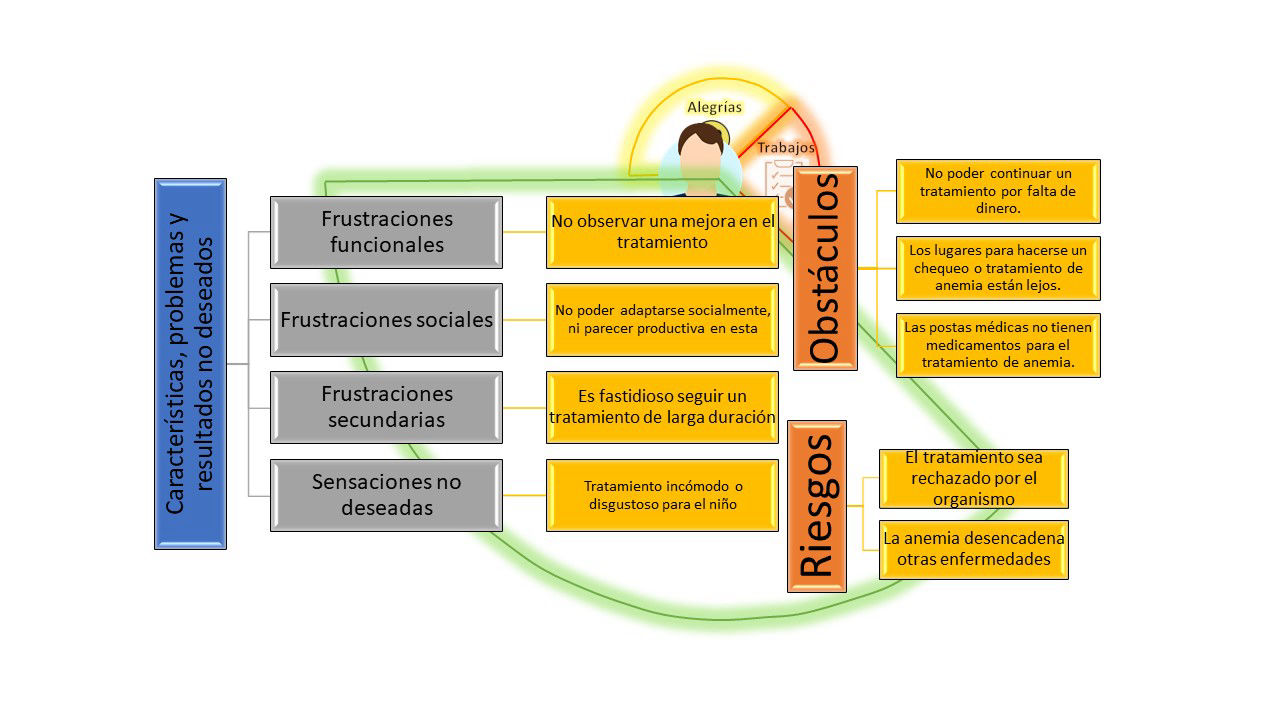 Alegrías
Trabajos
Características, problemas y
resultados no deseados
Frustraciones
funcionales
No observar una mejora en el
tratamiento
Frustraciones sociales
No poder adaptarse socialmente,
ni parecer productiva en esta
Frustraciones
secundarias
Es fastidioso seguir un
tratamiento de larga duración
Sensaciones no
deseadas
Tratamiento incómodo o
disgustoso para el niño
Obstáculos
No poder continuar un
tratamiento por falta de
dinero.
Los lugares para hacerse un
chequeo o tratamiento de
anemia están lejos.
Las postas médicas no tienen
medicamentos para el
tratamiento de anemia.
Riesgos
El tratamiento sea
rechazado por el
organismo
La anemia desencadena
otras enfermedades